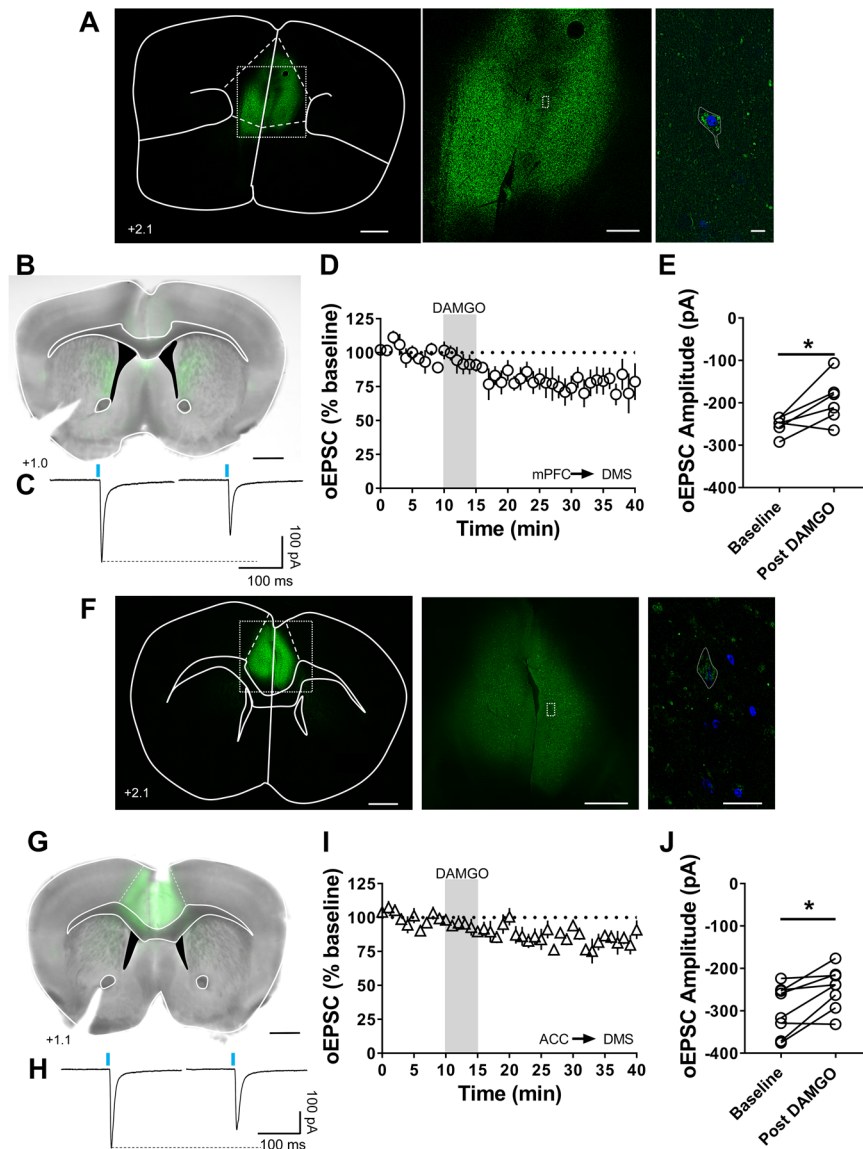 A
+2.1
B
+1.0
C
100 pA
100 ms
D
DAMGO
oEPSC (% baseline)
125
100
75
50
25
0
mPFC → DMS
0 5 10 15 20 25 30 35 40
Time (min)
E
oEPSC Amplitude (pA)
0
-100
-200
-300
-400
*
Baseline
Post DAMGO
F
+2.1
G
+1.1
H
100 pA
100 ms
I
DAMGO
oEPSC (% baseline)
125
100
75
50
25
0
ACC → DMS
0 5 10 15 20 25 30 35 40
Time (min)
J
oEPSC Amplitude (pA)
0
-100
-200
-300
-400
*
Baseline
Post DAMGO